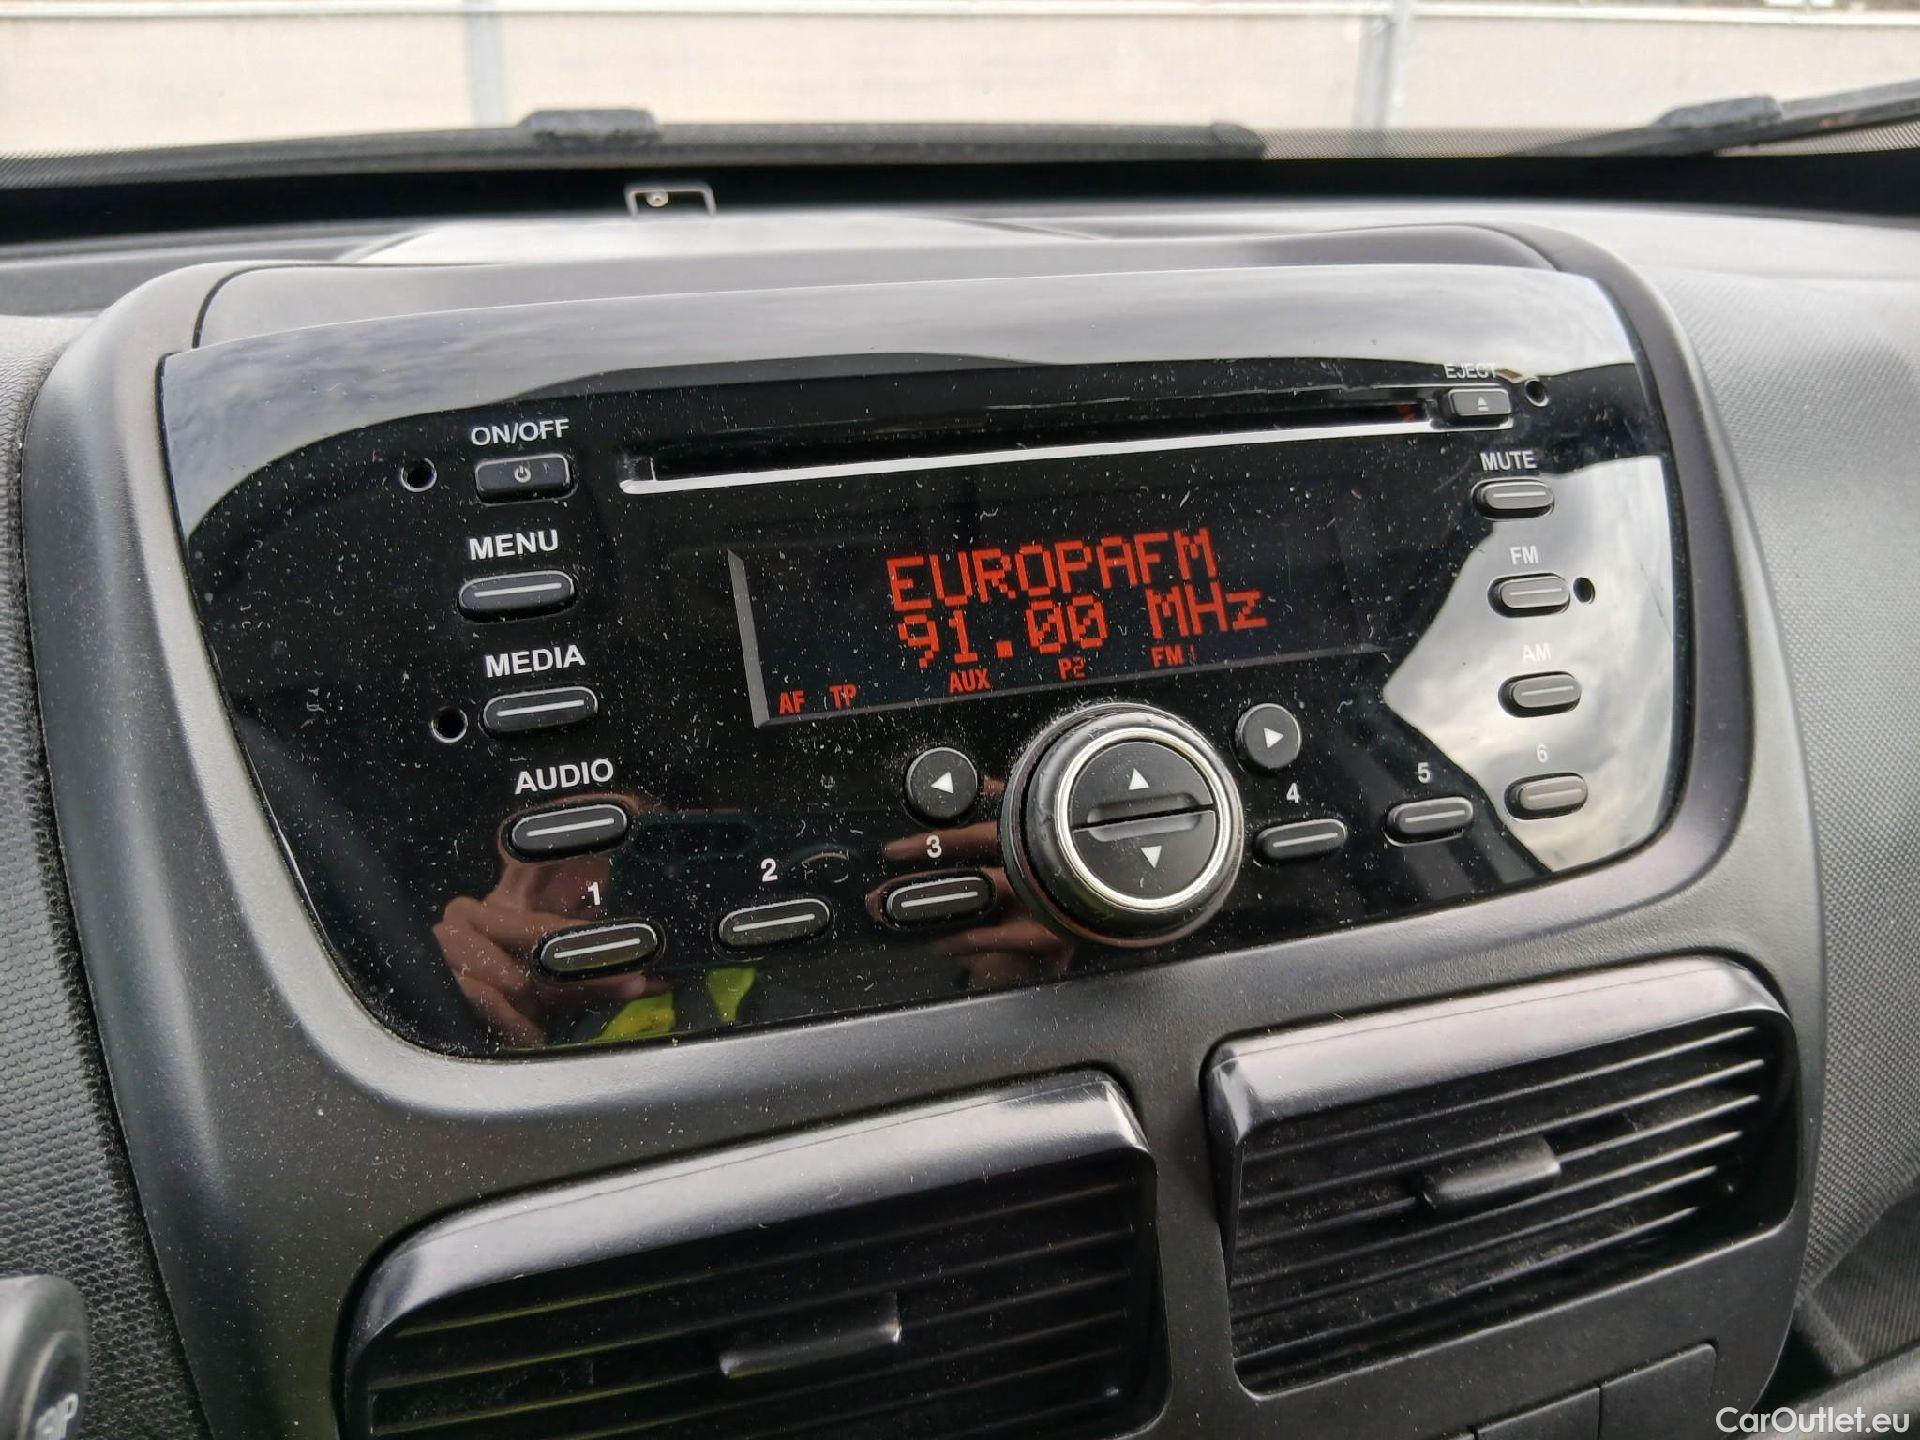 EJECT
ON/OFF
MUTE
MENU
EUROPAFM
91.00 MHz
FM
MEDIA
AF TP AUX P2 FM
AM
AUDIO
1
2
3
4
5
6
CarOutlet.eu